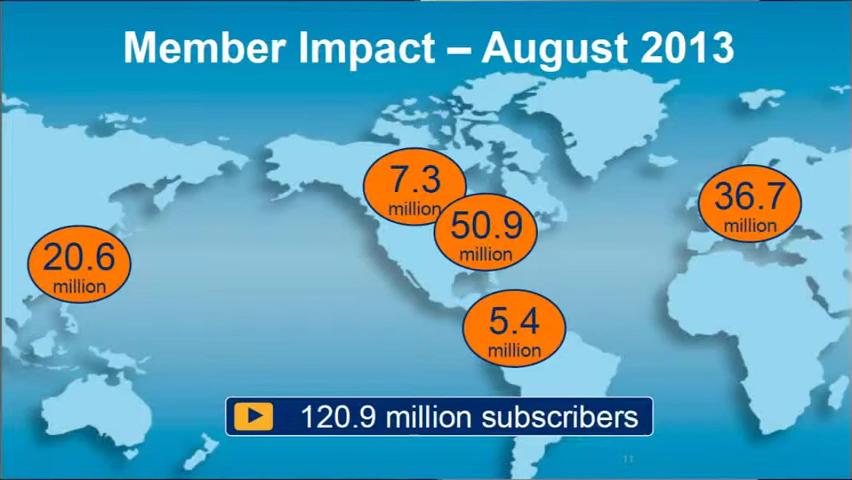 Member Impact – August 2013
7.3
million
50.9
million
36.7
million
20.6
million
5.4
million
120.9 million subscribers
11